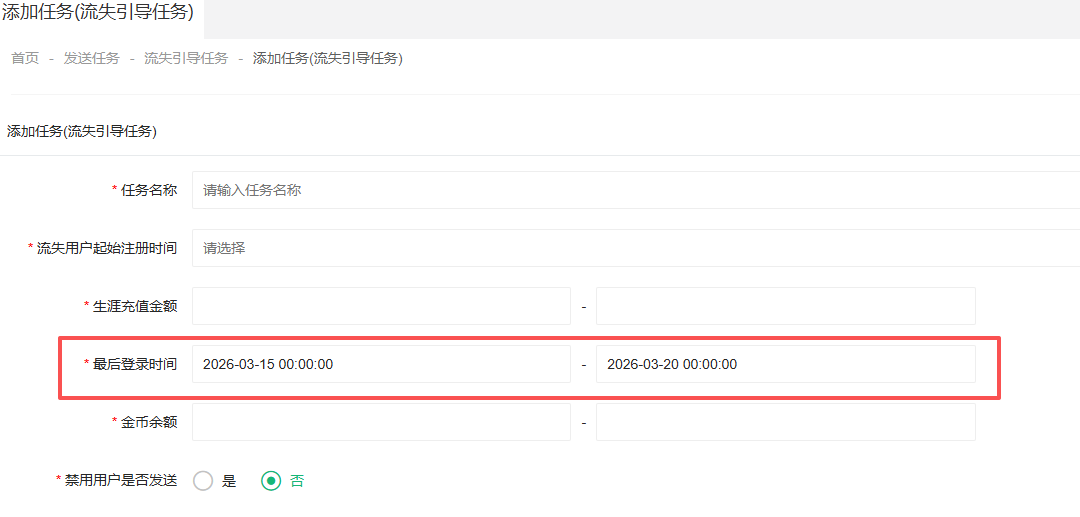 添加任务(流失引导任务)
首页 - 发送任务 - 流失引导任务 - 添加任务(流失引导任务)
添加任务(流失引导任务)
* 任务名称 请输入任务名称
* 流失用户起始注册时间 请选择
* 生涯充值金额 -
* 最后登录时间 2026-03-15 00:00:00 - 2026-03-20 00:00:00
* 金币余额 -
* 禁用用户是否发送 是 否